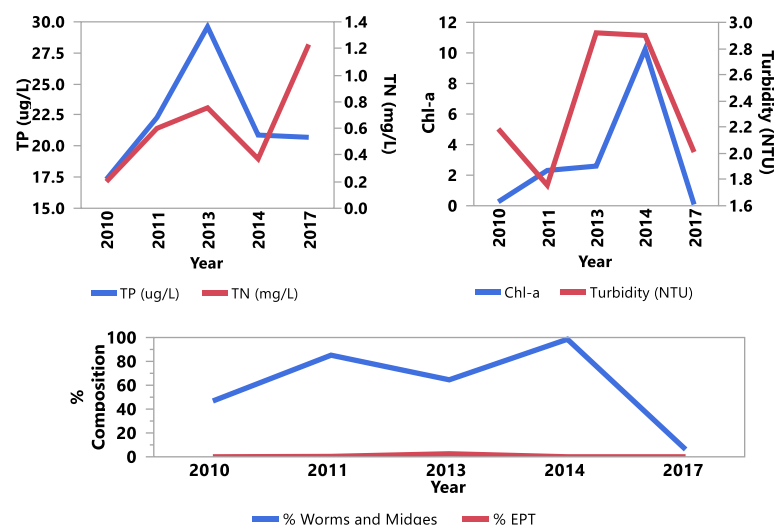 30.0
27.5
25.0
22.5
20.0
17.5
15.0
TP (ug/L)
1.4
1.2
1.0
0.8
0.6
0.4
0.2
0.0
TN (mg/L)
2010 2011 2013 2014 2017
Year
TP (ug/L) TN (mg/L)
12
10
8
6
4
2
0
Chl-a
3.0
2.8
2.6
2.4
2.2
2.0
1.8
1.6
Turbidity
(NTU)
2010 2011 2013 2014 2017
Year
Chl-a Turbidity (NTU)
100
80
60
40
20
0
%
Composition
2010 2011 2013 2014 2017
Year
% Worms and Midges % EPT